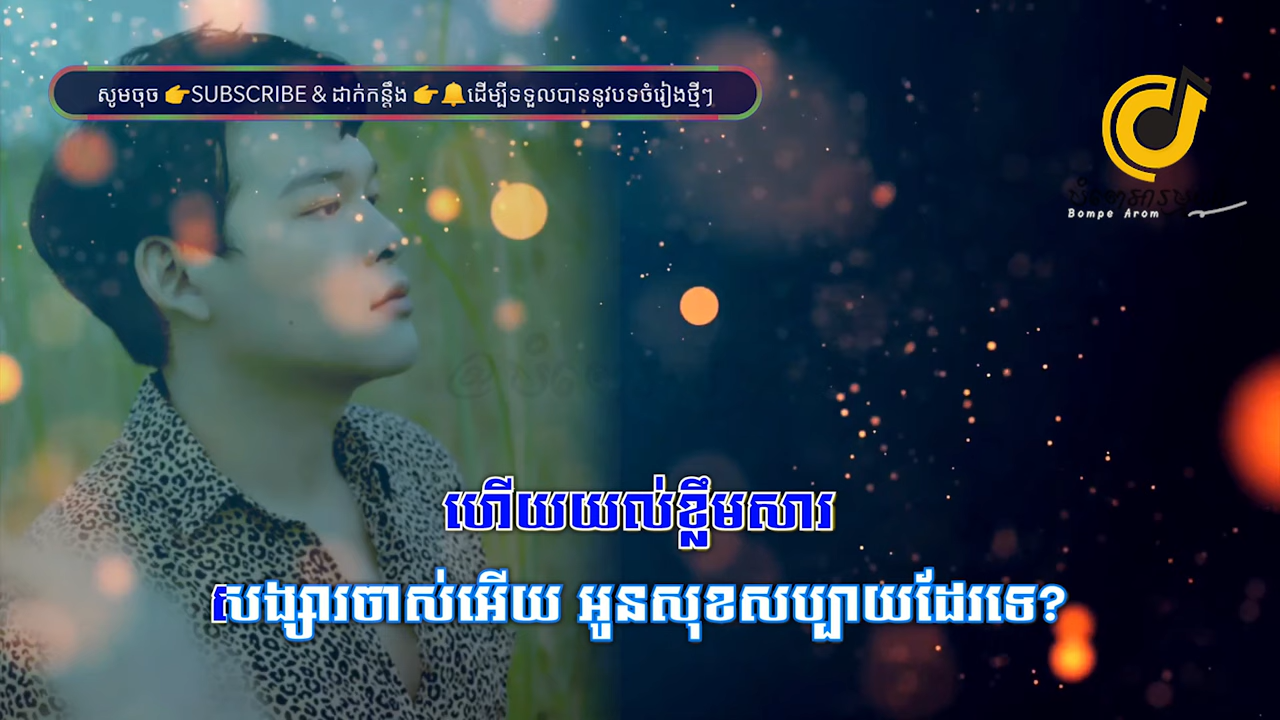 សូមចុច 👉SUBSCRIBE & ដាក់កន្តឹង 👉🔔ដើម្បីទទួលបាននូវបទចំរៀងថ្មីៗ
Bompe Arom
ហើយយល់ខ្លឹមសារ
សង្សារចាស់អើយ អូនសុខសប្បាយដែរទេ?